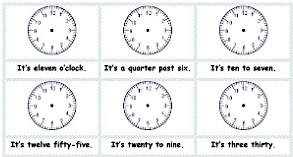 It's eleven o'clock.
It's a quarter past six.
It's ten to seven.
It's twelve fifty-five.
It's twenty to nine.
It's three thirty.